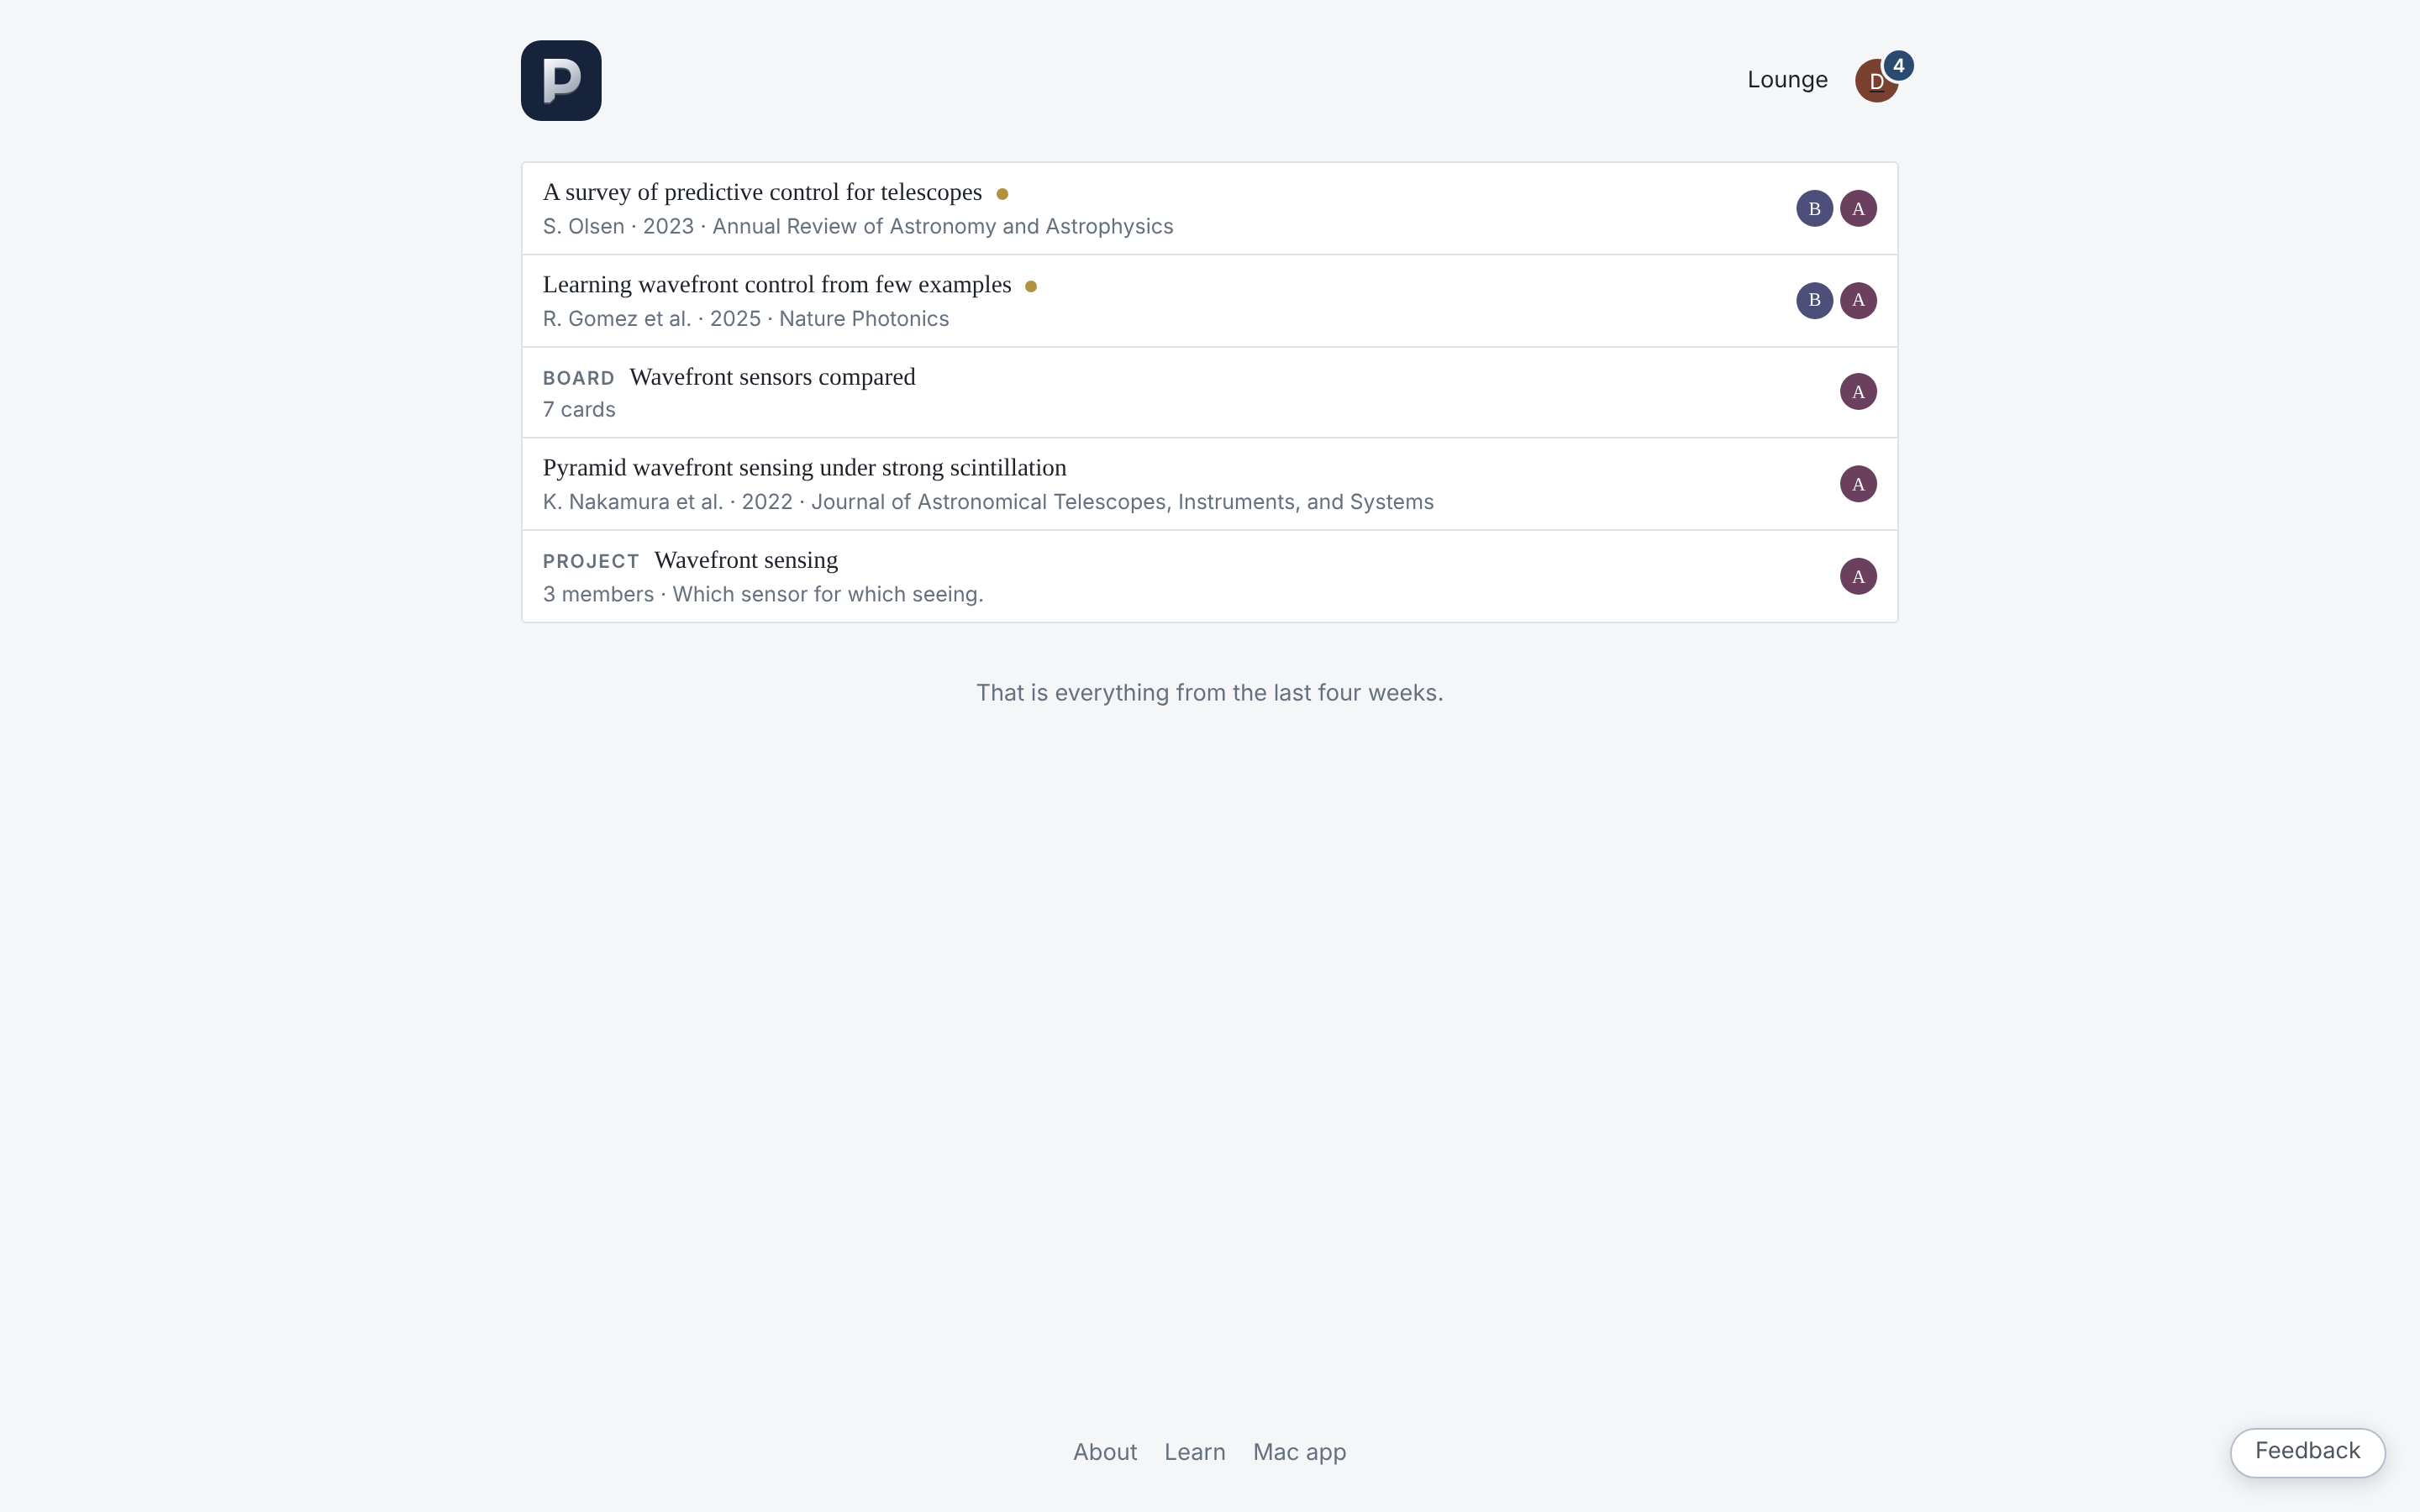 P
Lounge
D
4
A survey of predictive control for telescopes
S. Olsen · 2023 · Annual Review of Astronomy and Astrophysics
B A
Learning wavefront control from few examples
R. Gomez et al. · 2025 · Nature Photonics
B A
BOARD Wavefront sensors compared
7 cards
A
Pyramid wavefront sensing under strong scintillation
K. Nakamura et al. · 2022 · Journal of Astronomical Telescopes, Instruments, and Systems
A
PROJECT Wavefront sensing
3 members · Which sensor for which seeing.
A
That is everything from the last four weeks.
About Learn Mac app
Feedback